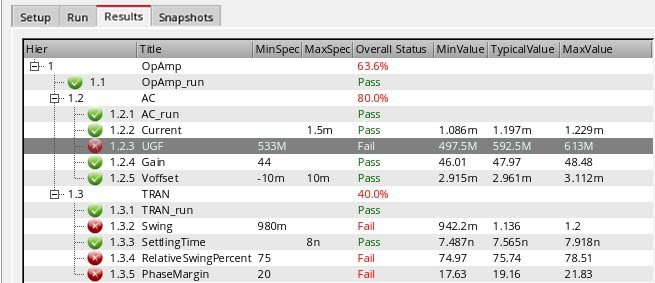 Setup Run Results Snapshots
Hier Title MinSpec MaxSpec Overall Status MinValue TypicalValue MaxValue
1 OpAmp 63.6%
1.1 OpAmp_run Pass
1.2 AC 80.0%
1.2.1 AC_run Pass
1.2.2 Current 1.5m Pass 1.086m 1.197m 1.229m
1.2.3 UGF 533M Fail 497.5M 592.5M 613M
1.2.4 Gain 44 Pass 46.01 47.97 48.48
1.2.5 Voffset -10m 10m Pass 2.915m 2.961m 3.112m
1.3 TRAN 40.0%
1.3.1 TRAN_run Pass
1.3.2 Swing 980m Fail 942.2m 1.136 1.2
1.3.3 SettlingTime 8n Pass 7.487n 7.565n 7.918n
1.3.4 RelativeSwingPercent 75 Fail 74.97 75.74 78.51
1.3.5 PhaseMargin 20 Fail 17.63 19.16 21.83